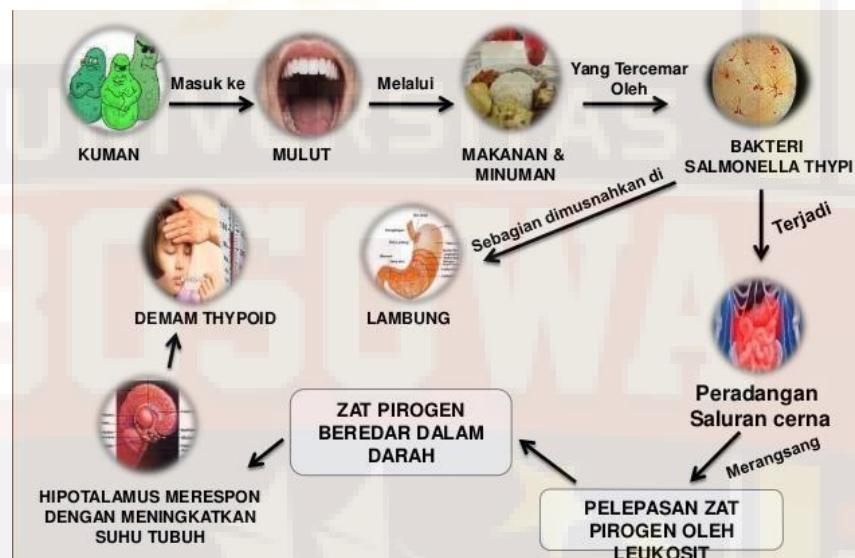 KUMAN
Masuk ke
MULUT
Melalui
MAKANAN &
MINUMAN
Yang Tercemar
Oleh
BAKTERI
SALMONELLA THYPI
Sebagian dimusnahkan di
LAMBUNG
Terjadi
Peradangan
Saluran cerna
Merangsang
PELEPASAN ZAT
PIROGEN OLEH
LEUKOSIT
ZAT PIROGEN
BEREDAR DALAM
DARAH
HIPOTALAMUS MERESPON
DENGAN MENINGKATKAN
SUHU TUBUH
DEMAM THYPOID
UNIVERSITAS
BOSOWA